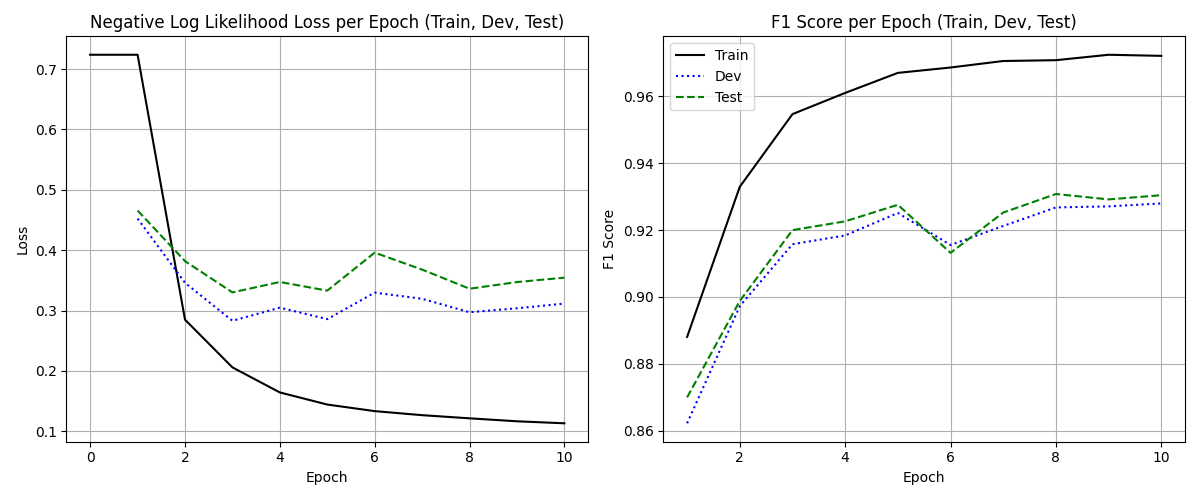 Negative Log Likelihood Loss per Epoch (Train, Dev, Test)
0.7
0.6
0.5
0.4
0.3
0.2
0.1
Loss
0 2 4 6 8 10
Epoch
F1 Score per Epoch (Train, Dev, Test)
Train
Dev
Test
0.96
0.94
0.92
0.90
0.88
0.86
F1 Score
2 4 6 8 10
Epoch